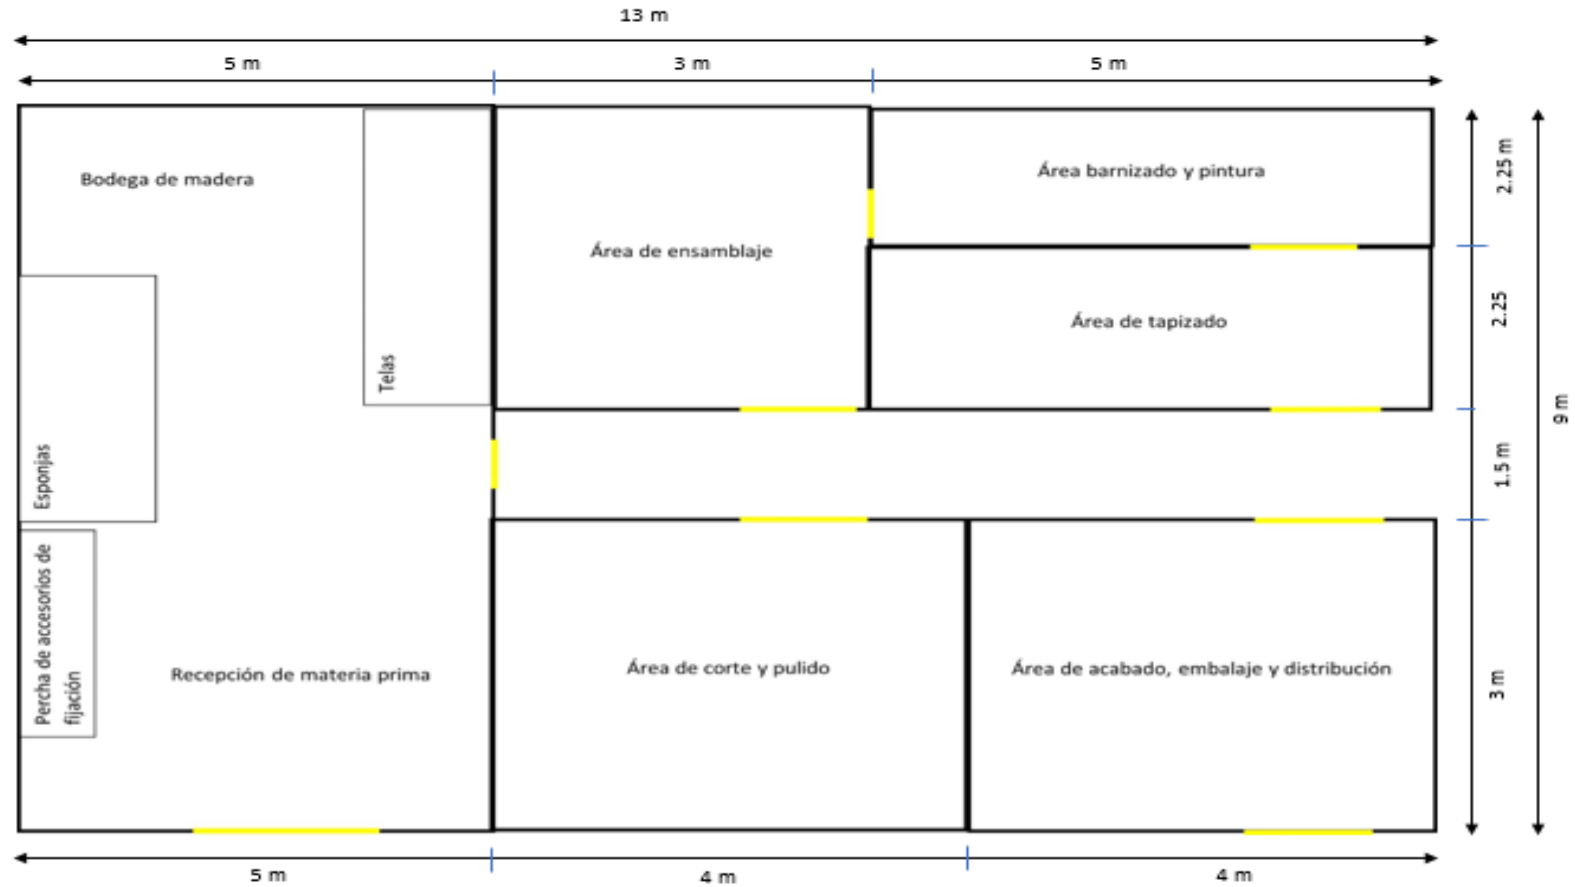 13 m
5 m
3 m
5 m
Bodega de madera
Telas
Esponjas
Percha de accesorios de
fijación
Recepción de materia prima
Área de ensamblaje
Área barnizado y pintura
Área de tapizado
Área de corte y pulido
Área de acabado, embalaje y distribución
2.25 m
2.25
1.5 m
3 m
9 m
5 m
4 m
4 m